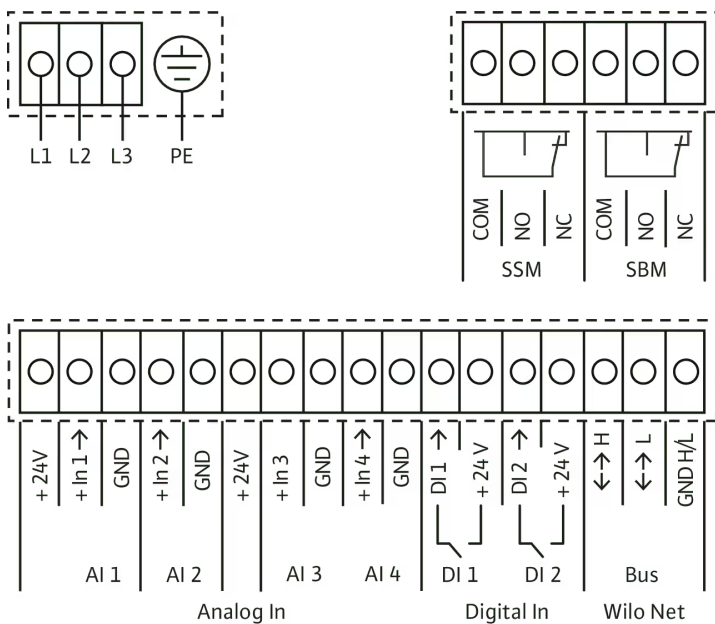 L1 L2 L3 PE
COM NO NC COM NO NC
SSM SBM
+ 24V + In 1 → GND + In 2 → GND + 24V + In 3 GND + In 4 → GND DI 1 → + 24 V DI 2 → + 24 V ↔ H ↔ L GND H/L
AI 1 AI 2 AI 3 AI 4 DI 1 DI 2 Bus
Analog In Digital In Wilo Net